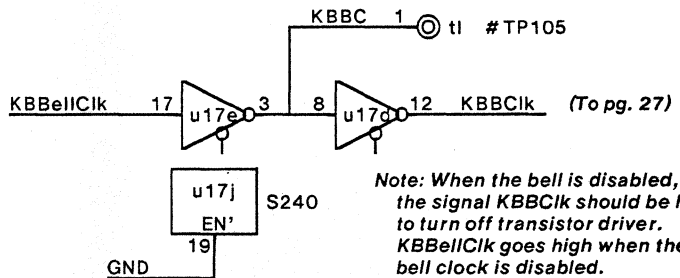 KBBC 1 tl #TP105
KBBellClk 17 u17e 3 8 u17d 12 KBBClk (To pg. 27)
u17j S240
EN'
19
GND
Note: When the bell is disabled,
the signal KBBClk should be
to turn off transistor driver.
KBBellClk goes high when the
bell clock is disabled.